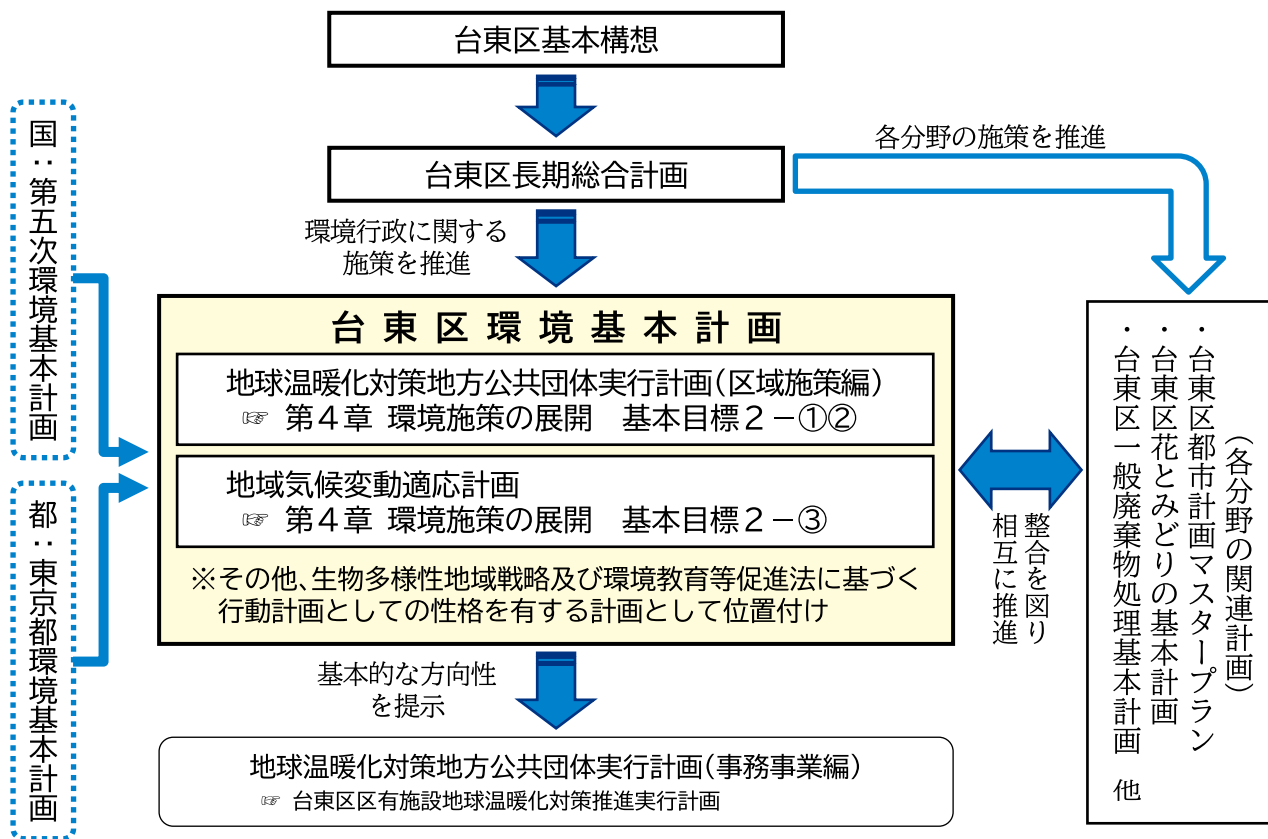 台東区基本構想
国：第五次環境基本計画
各分野の施策を推進
台東区長期総合計画
環境行政に関する
施策を推進
台東区環境基本計画
地球温暖化対策地方公共団体実行計画(区域施策編)
☞ 第4章 環境施策の展開　基本目標2－①②
地域気候変動適応計画
☞ 第4章 環境施策の展開　基本目標2－③
※その他、生物多様性地域戦略及び環境教育等促進法に基づく
行動計画としての性格を有する計画として位置付け
整合を図り
相互に推進
（各分野の関連計画）
・台東区都市計画マスタープラン
・台東区花とみどりの基本計画
・台東区一般廃棄物処理基本計画 他
都：東京都環境基本計画
基本的な方向性
を提示
地球温暖化対策地方公共団体実行計画(事務事業編)
☞ 台東区区有施設地球温暖化対策推進実行計画